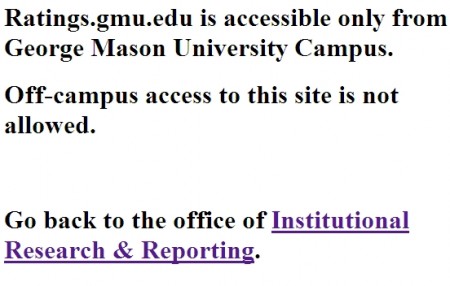 Ratings.gmu.edu is accessible only from
George Mason University Campus.
Off-campus access to this site is not
allowed.
Go back to the office of Institutional
Research & Reporting.